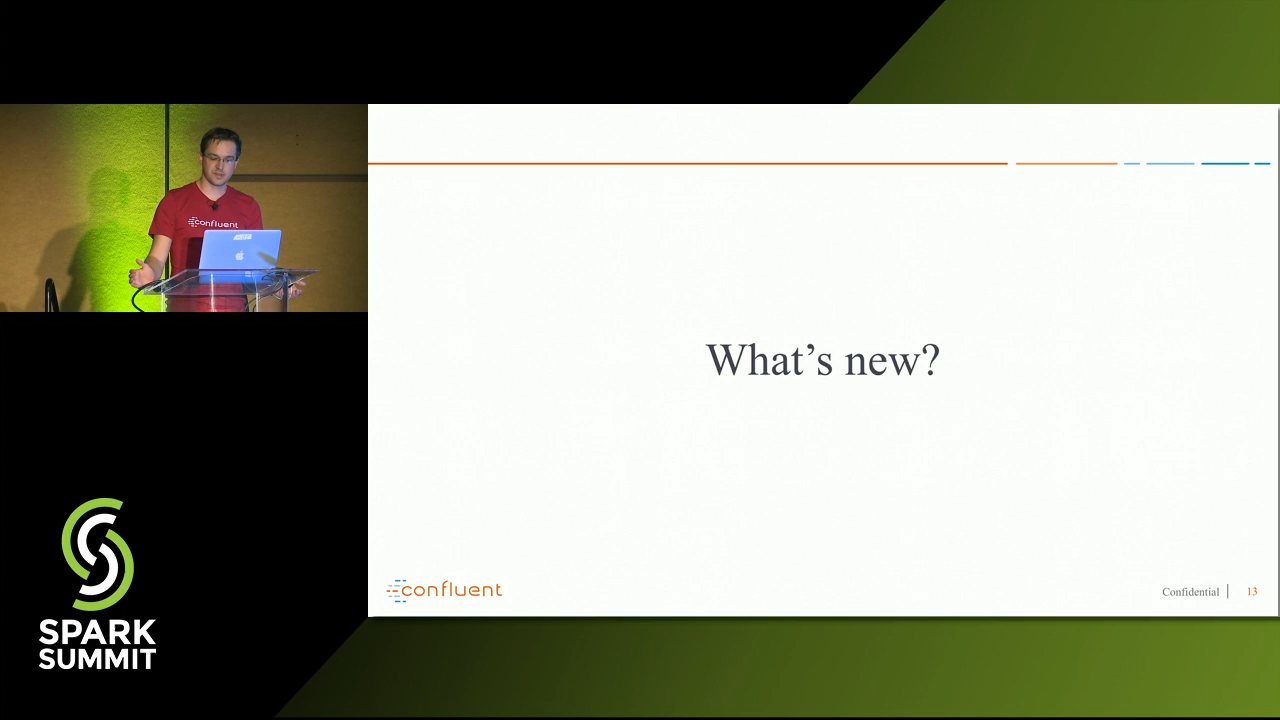 confluent
What's new?
confluent
Confidential
13
SPARK
SUMMIT